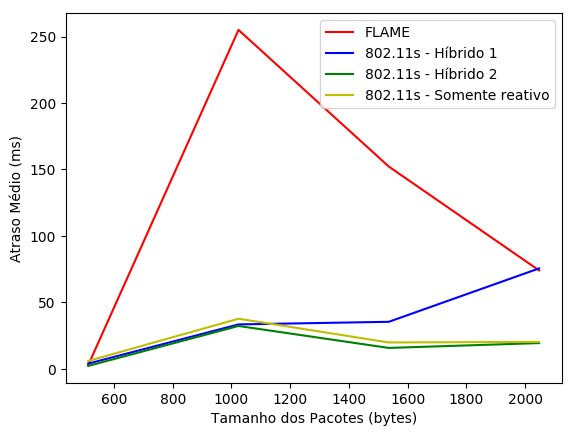 FLAME
802.11s - Híbrido 1
802.11s - Híbrido 2
802.11s - Somente reativo
250
200
150
100
50
0
Atraso Médio (ms)
600 800 1000 1200 1400 1600 1800 2000
Tamanho dos Pacotes (bytes)